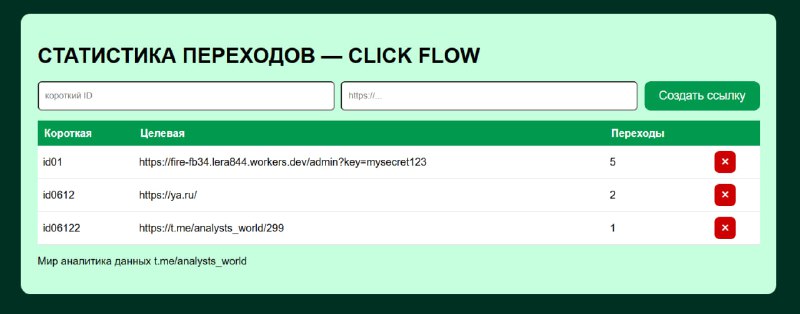 СТАТИСТИКА ПЕРЕХОДОВ — CLICK FLOW
короткий ID https://... Создать ссылку
Короткая Целевая Переходы
id01 https://fire-fb34.lera844.workers.dev/admin?key=mysecret123 5 ×
id0612 https://ya.ru/ 2 ×
id06122 https://t.me/analysts_world/299 1 ×
Мир аналитика данных t.me/analysts_world